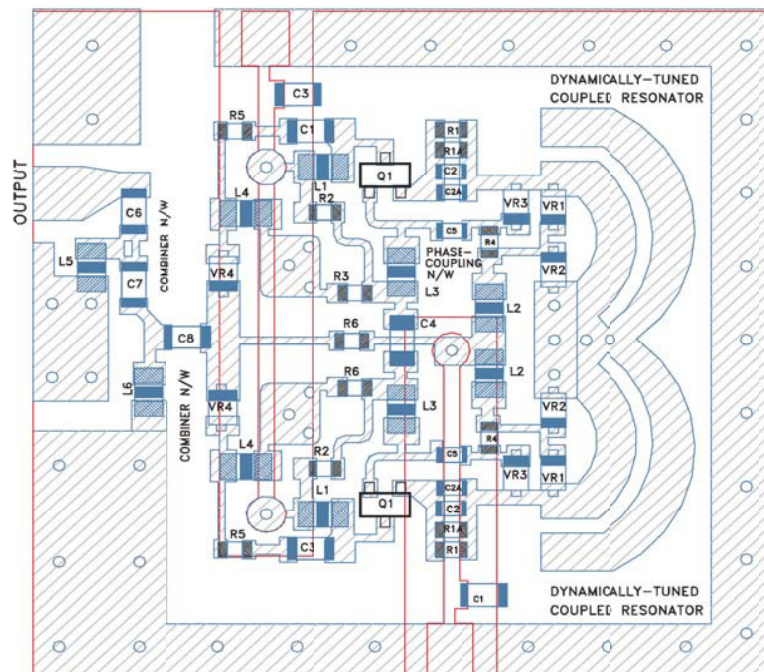 DYNAMICALLY-TUNED
COUPLED RESONATOR
C3
R5
C1
R1
R1A
L1
Q1
C2
C2A
OUTPUT
C6
COMBINER N/W
L4
R2
VR3
VR1
C5
R4
PHASE-
COUPLING
N/W
L5
C7
VR4
R3
L3
VR2
L2
C8
R6
C4
L2
L6
COMBINER N/W
VR4
R6
L3
VR2
L4
R2
C5
R4
VR3
VR1
L1
Q1
C2A
C2
R1A
R1
R5
C3
C1
DYNAMICALLY-TUNED
COUPLED RESONATOR